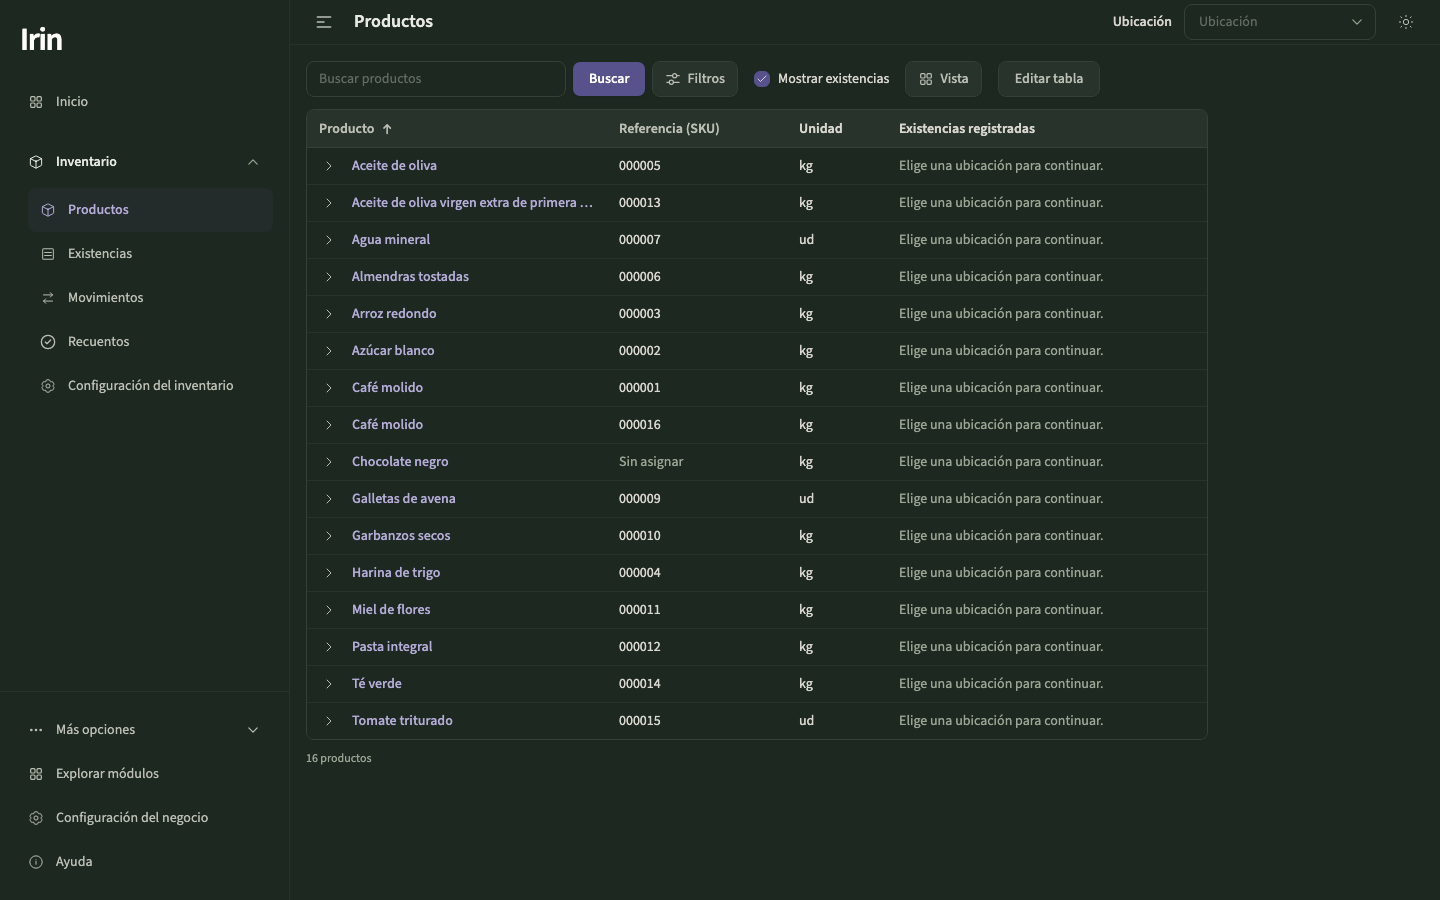 Irin
Inicio
Inventario
Productos
Existencias
Movimientos
Recuentos
Configuración del inventario
Más opciones
Explorar módulos
Configuración del negocio
Ayuda
Productos
Ubicación Ubicación
Buscar productos Buscar Filtros Mostrar existencias Vista Editar tabla
Producto Referencia (SKU) Unidad Existencias registradas
Aceite de oliva 000005 kg Elige una ubicación para continuar.
Aceite de oliva virgen extra de primera ... 000013 kg Elige una ubicación para continuar.
Agua mineral 000007 ud Elige una ubicación para continuar.
Almendras tostadas 000006 kg Elige una ubicación para continuar.
Arroz redondo 000003 kg Elige una ubicación para continuar.
Azúcar blanco 000002 kg Elige una ubicación para continuar.
Café molido 000001 kg Elige una ubicación para continuar.
Café molido 000016 kg Elige una ubicación para continuar.
Chocolate negro Sin asignar kg Elige una ubicación para continuar.
Galletas de avena 000009 ud Elige una ubicación para continuar.
Garbanzos secos 000010 kg Elige una ubicación para continuar.
Harina de trigo 000004 kg Elige una ubicación para continuar.
Miel de flores 000011 kg Elige una ubicación para continuar.
Pasta integral 000012 kg Elige una ubicación para continuar.
Té verde 000014 kg Elige una ubicación para continuar.
Tomate triturado 000015 ud Elige una ubicación para continuar.
16 productos